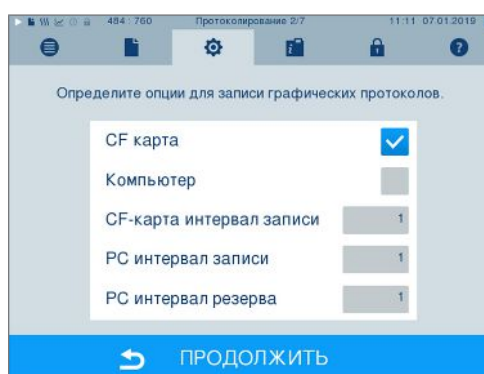 484 : 760 Протоколирование 2/7 11:11 07.01.2019
Определите опции для записи графических протоколов.
CF карта
Компьютер
CF-карта интервал записи 1
PC интервал записи 1
PC интервал резерва 1
ПРОДОЛЖИТЬ